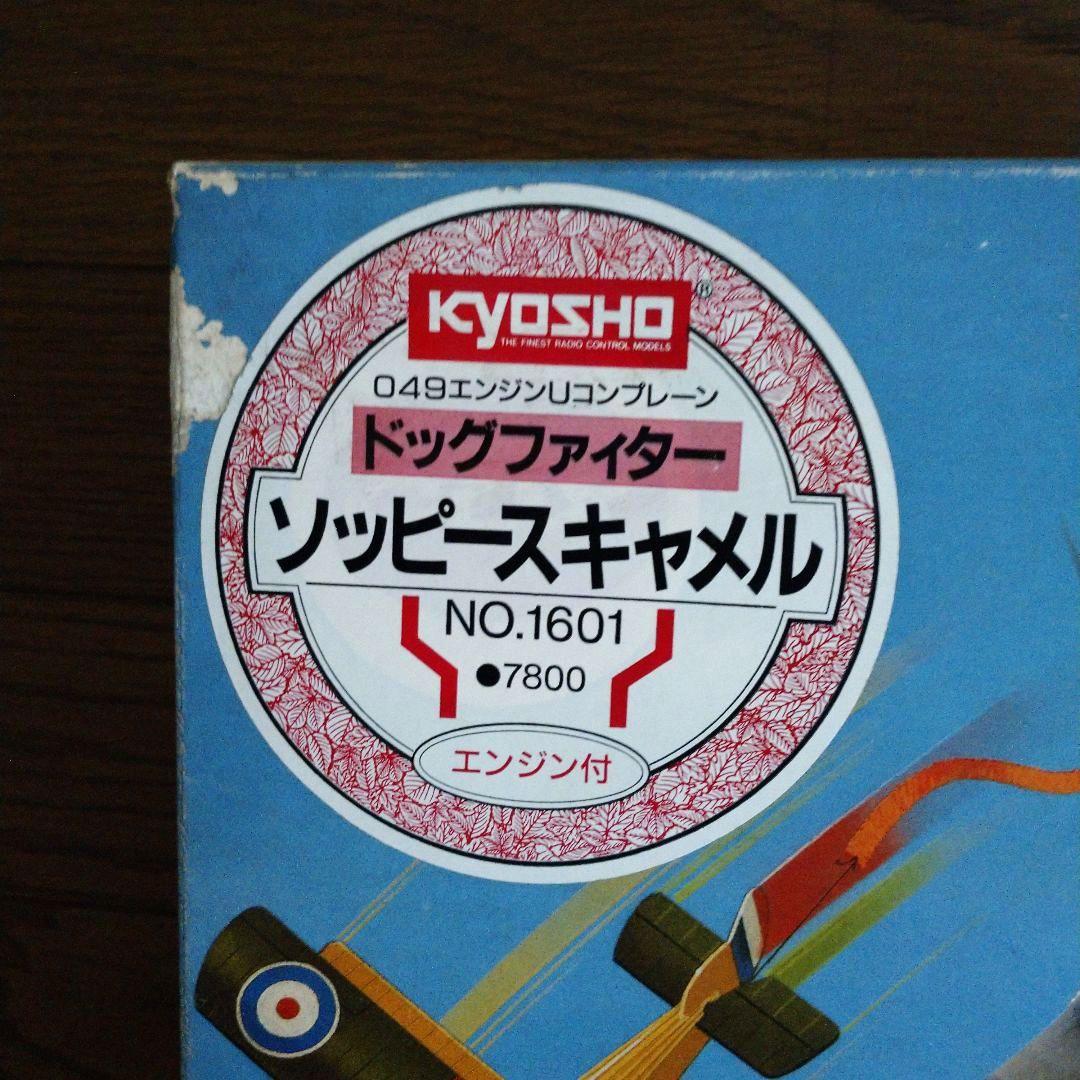 KYOSHO®
THE FINEST RADIO CONTROL MODELS
049エンジンUコンプレーン
ドッグファイター
ソッピースキャメル
NO.1601
●7800
エンジン付